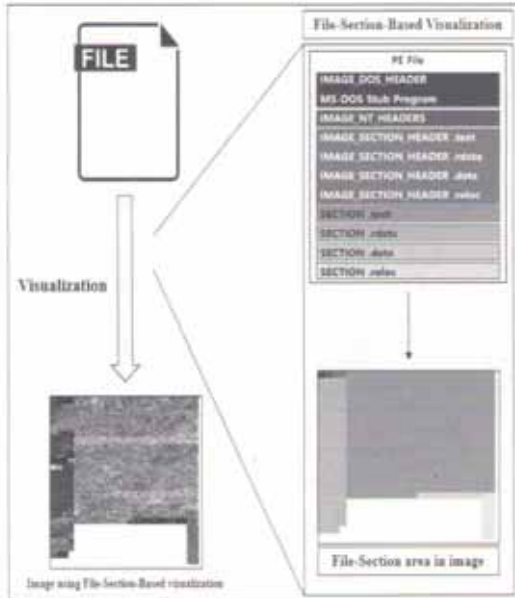 FILE
Visualization
Image using File-Section-Based visualization
File-Section-Based Visualization
PE File
IMAGE_DOS_HEADER
MS-DOS Stub Program
IMAGE_NT_HEADERS
IMAGE_SECTION_HEADER .text
IMAGE_SECTION_HEADER .rdata
IMAGE_SECTION_HEADER .data
IMAGE_SECTION_HEADER .reloc
SECTION .text
SECTION .rdata
SECTION .data
SECTION .reloc
File-Section area in image